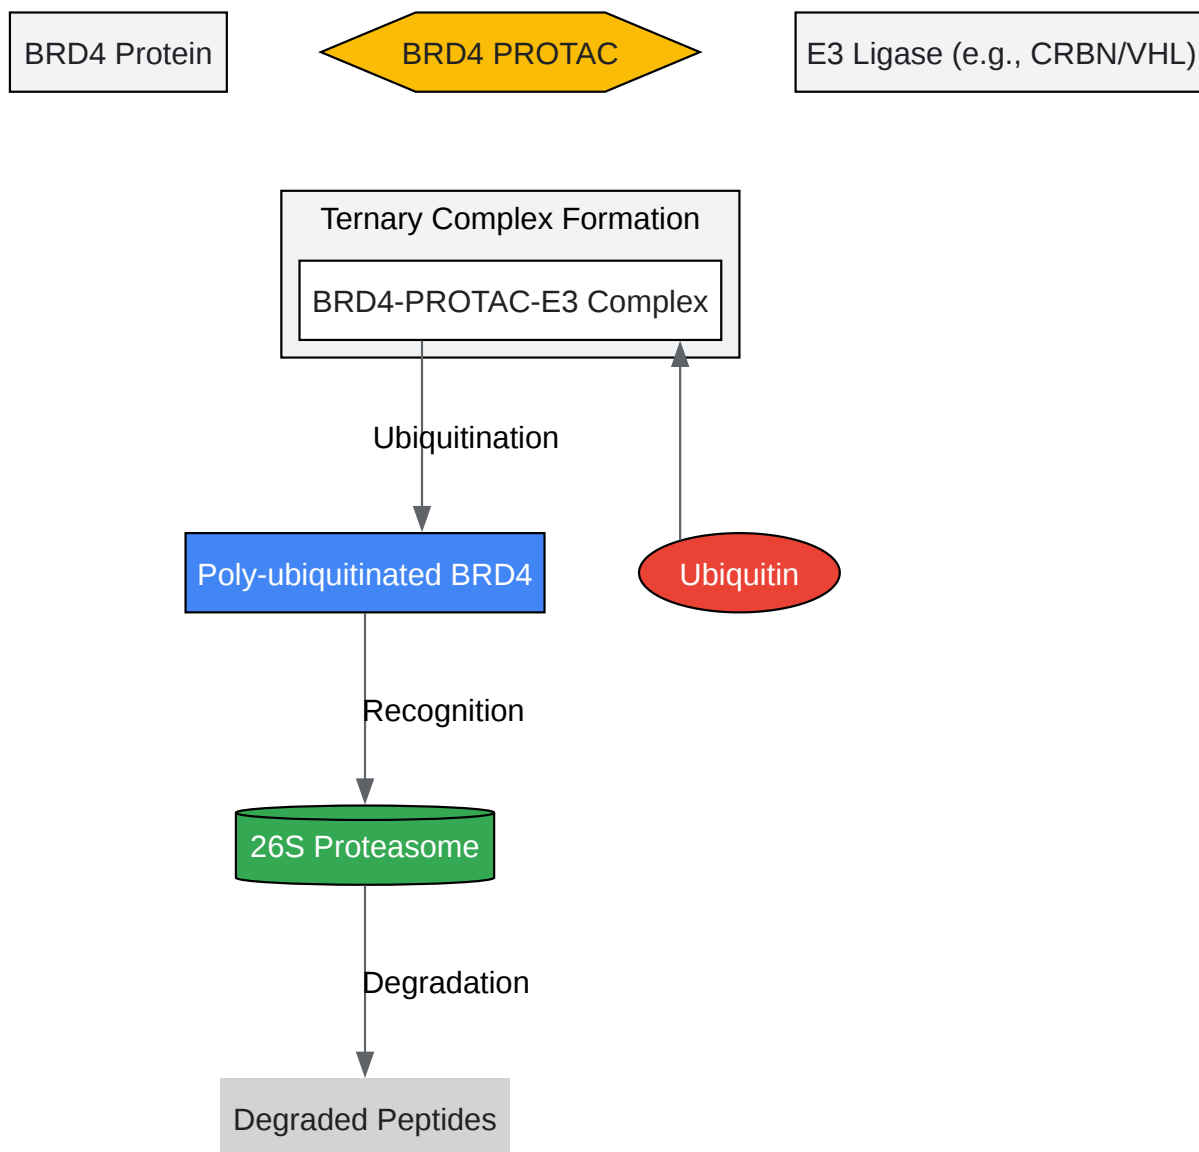 BRD4 Protein
BRD4 PROTAC
E3 Ligase (e.g., CRBN/VHL)
Ternary Complex Formation
BRD4-PROTAC-E3 Complex
Ubiquitination
Poly-ubiquitinated BRD4
Ubiquitin
Recognition
26S Proteasome
Degradation
Degraded Peptides